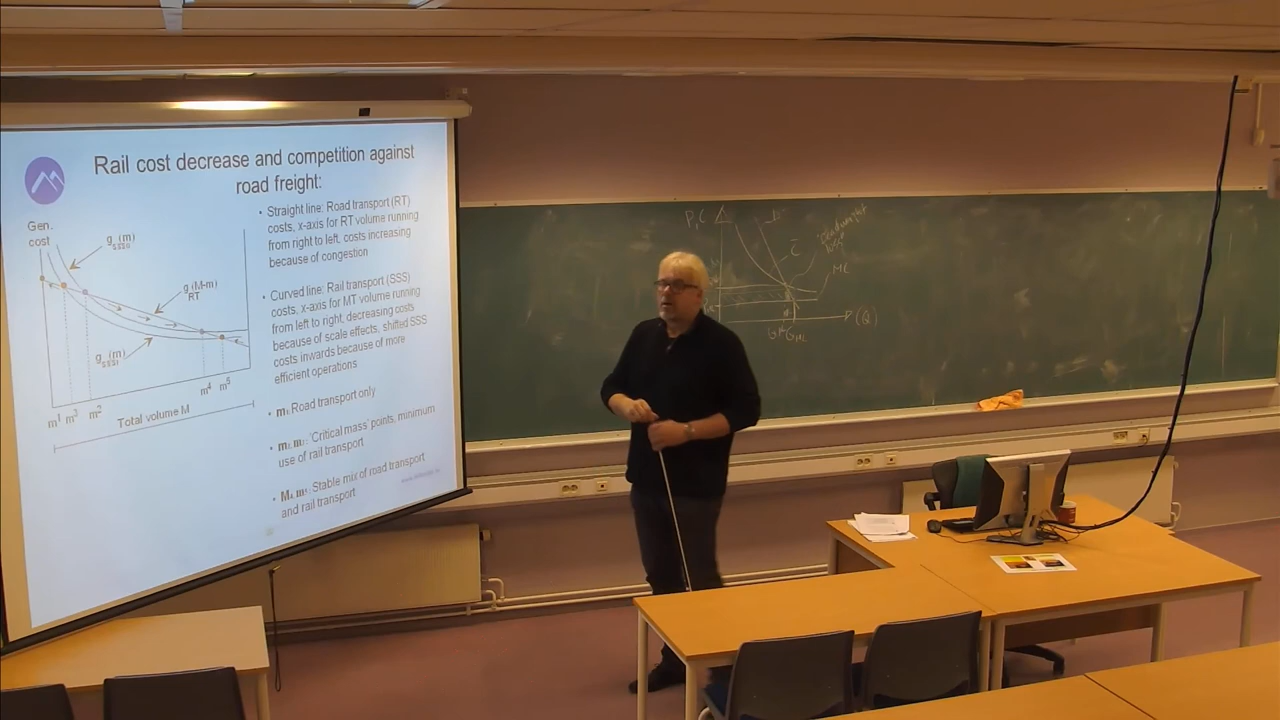 Rail cost decrease and competition against
road freight:
Gen.
cost
g (m)
SSS0
g (M-m)
RT
g (m)
SSS1
m¹ m³ m²
m⁴ m⁵
Total volume M
• Straight line: Road transport (RT)
costs, x-axis for RT volume running
from right to left, costs increasing
because of congestion
• Curved line: Rail transport (SSS)
costs, x-axis for MT volume running
from left to right, decreasing costs
because of scale effects, shifted SSS
costs inwards because of more
efficient operations
• m₁: Road transport only
• 'Critical mass' points, minimum
use of rail transport
• Stable mix of road transport
and rail transport
P,C
D
C
MC
deadweight
loss
(Q)